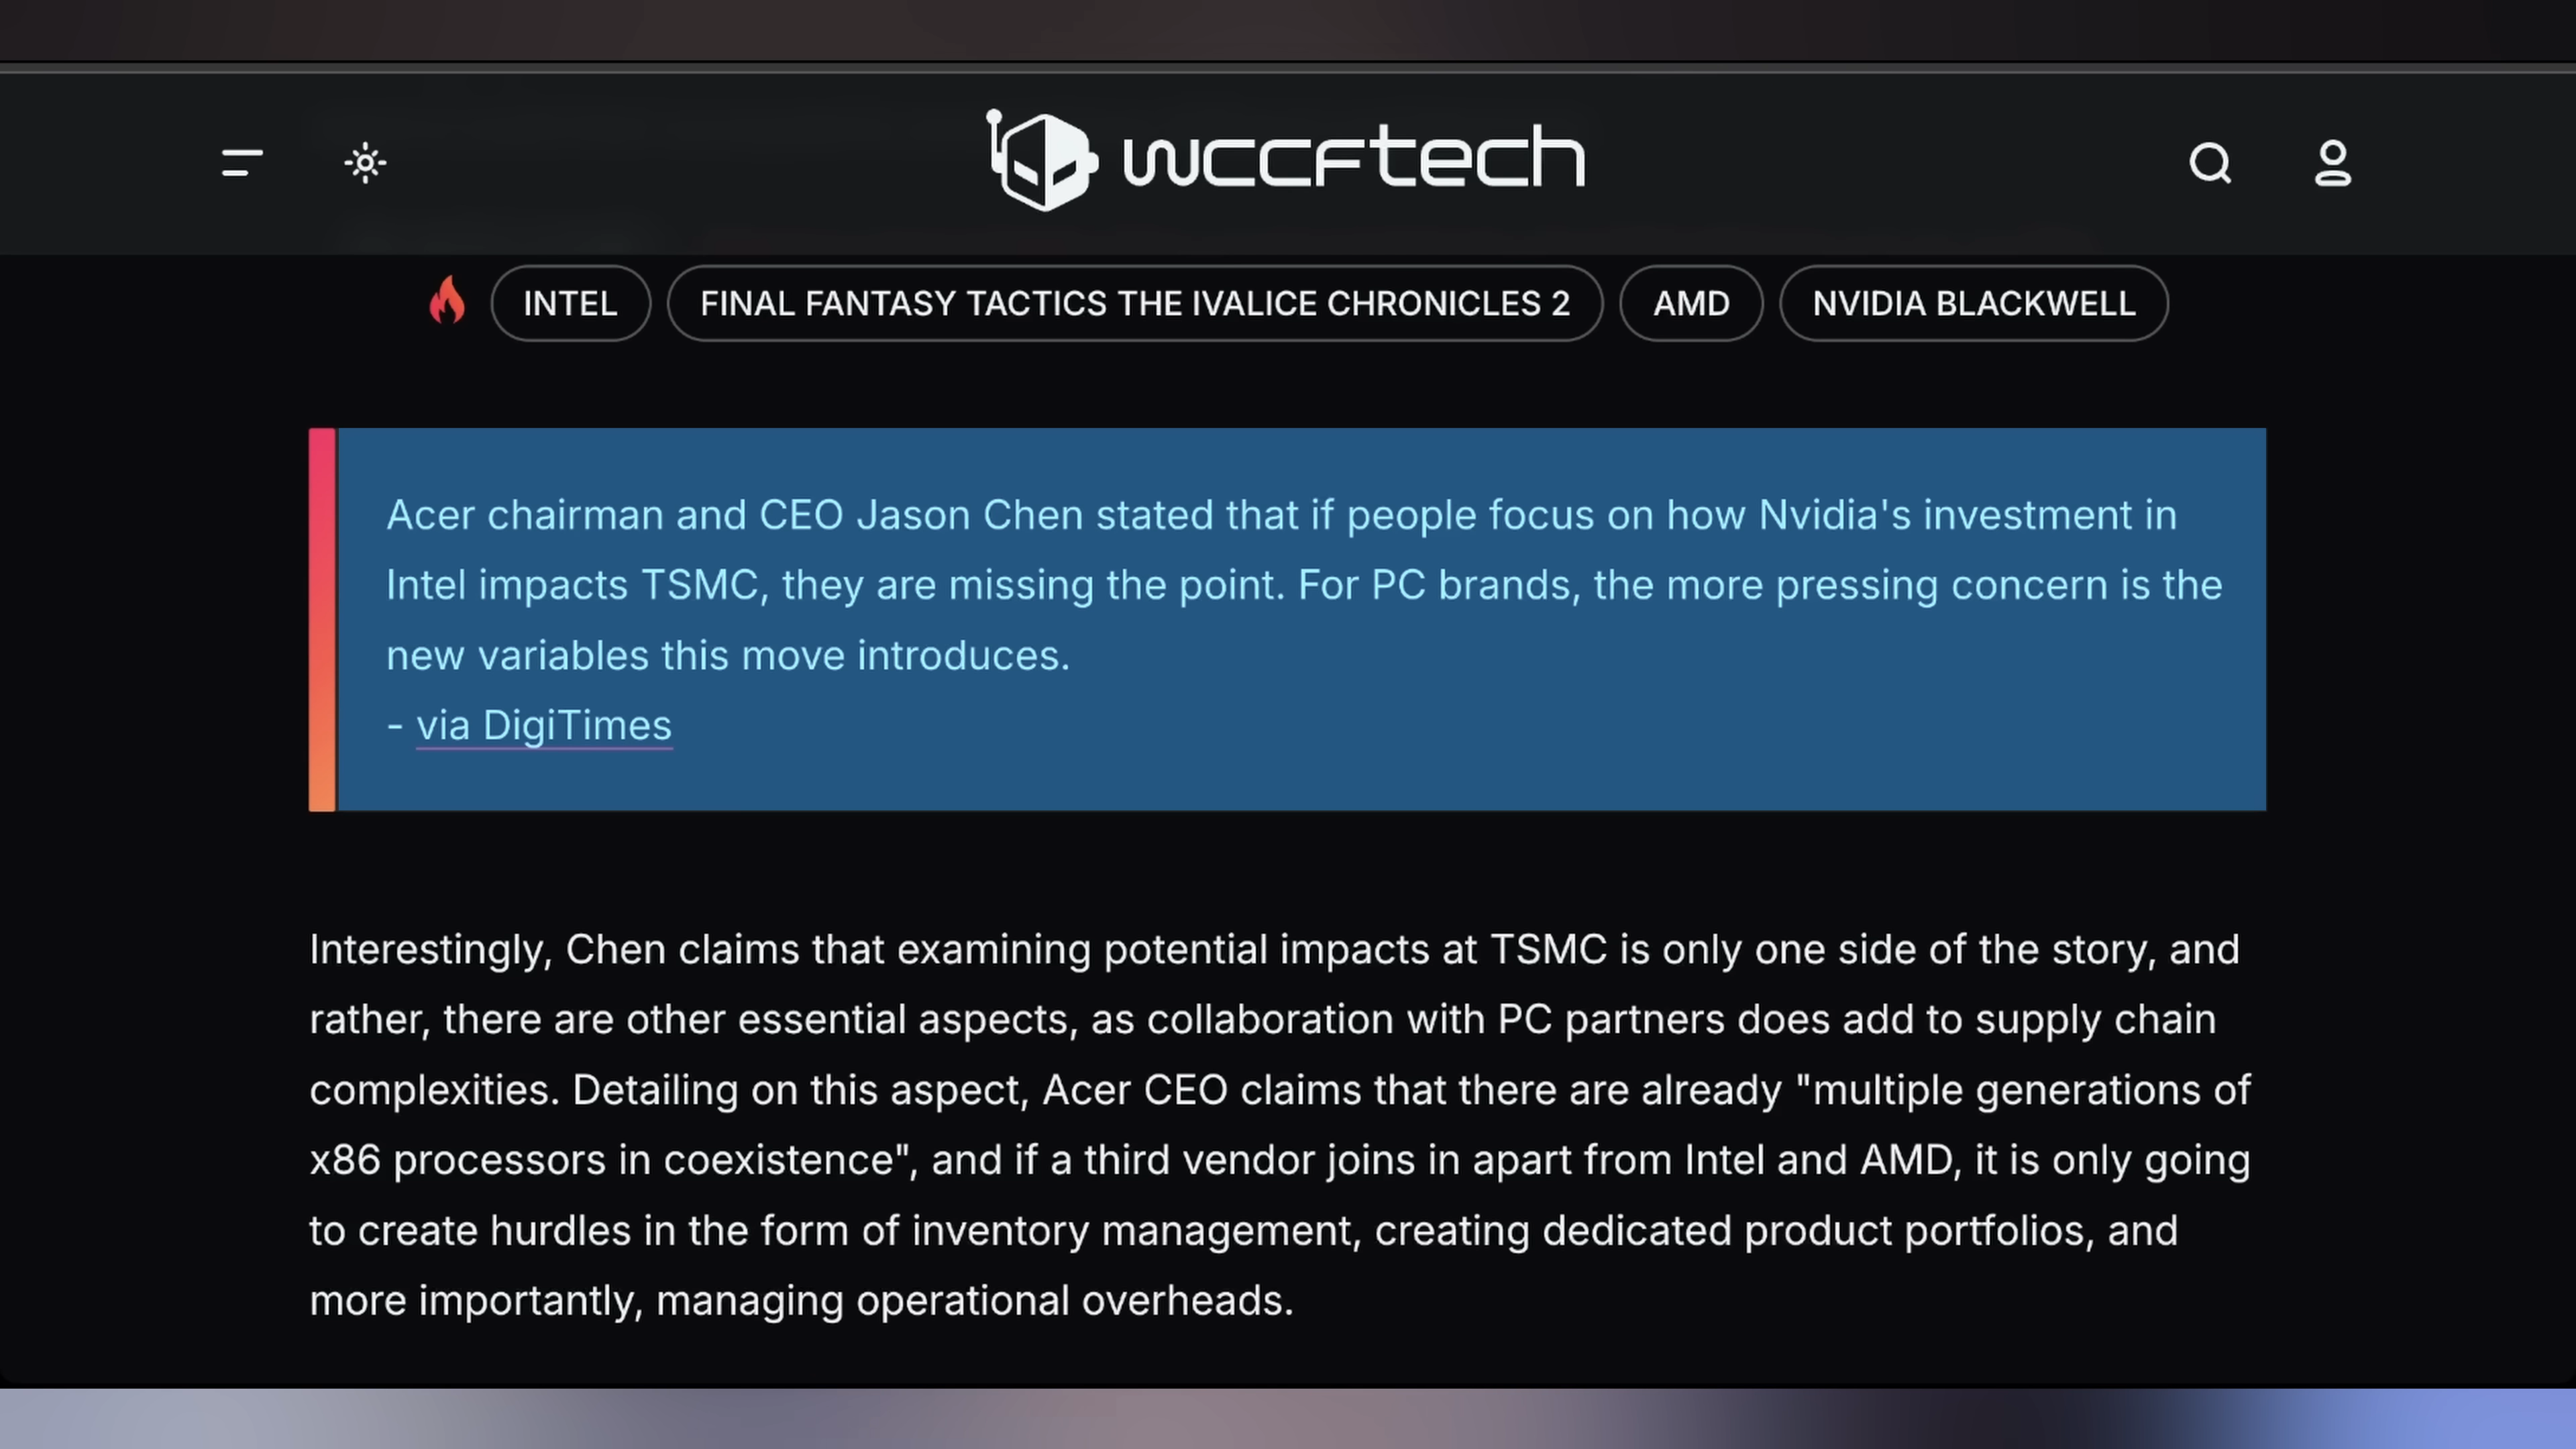 wccftech
INTEL
FINAL FANTASY TACTICS THE IVALICE CHRONICLES 2
AMD
NVIDIA BLACKWELL
Acer chairman and CEO Jason Chen stated that if people focus on how Nvidia's investment in
Intel impacts TSMC, they are missing the point. For PC brands, the more pressing concern is the
new variables this move introduces.
- via DigiTimes
Interestingly, Chen claims that examining potential impacts at TSMC is only one side of the story, and
rather, there are other essential aspects, as collaboration with PC partners does add to supply chain
complexities. Detailing on this aspect, Acer CEO claims that there are already "multiple generations of
x86 processors in coexistence", and if a third vendor joins in apart from Intel and AMD, it is only going
to create hurdles in the form of inventory management, creating dedicated product portfolios, and
more importantly, managing operational overheads.